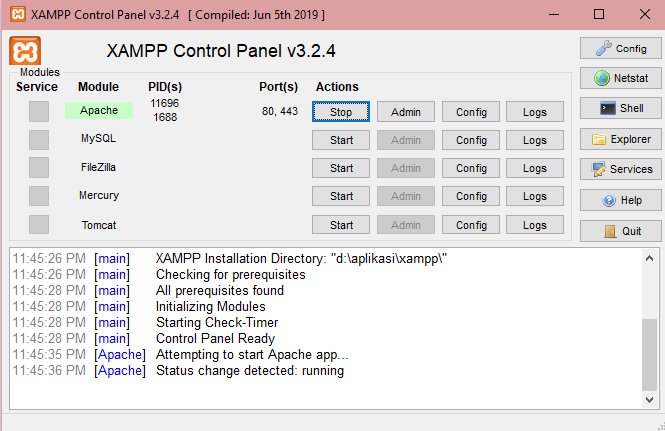 XAMPP Control Panel v3.2.4 [ Compiled: Jun 5th 2019 ]
XAMPP Control Panel v3.2.4
Config
Modules
Service Module PID(s) Port(s) Actions
Netstat
Apache 11696 1688 80, 443 Stop Admin Config Logs
Shell
MySQL Start Admin Config Logs
Explorer
FileZilla Start Admin Config Logs
Services
Mercury Start Admin Config Logs
Help
Tomcat Start Admin Config Logs
Quit
11:45:26 PM [main] XAMPP Installation Directory: "d:\aplikasi\xampp\"
11:45:26 PM [main] Checking for prerequisites
11:45:28 PM [main] All prerequisites found
11:45:28 PM [main] Initializing Modules
11:45:28 PM [main] Starting Check-Timer
11:45:28 PM [main] Control Panel Ready
11:45:35 PM [Apache] Attempting to start Apache app...
11:45:36 PM [Apache] Status change detected: running